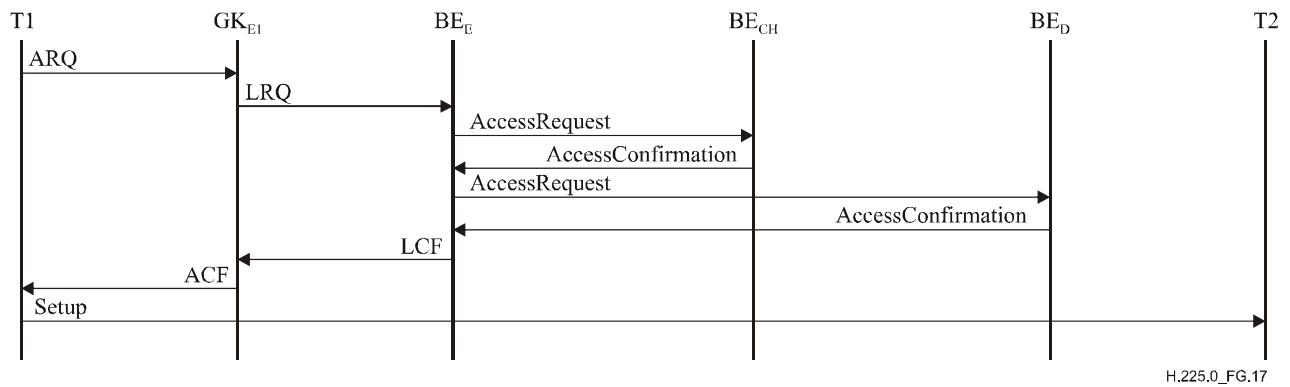 T1 GK_E1 BE_E BE_CH BE_D T2
ARQ
LRQ
AccessRequest
AccessConfirmation
AccessRequest
AccessConfirmation
LCF
ACF
Setup
H.225.0_FG.17